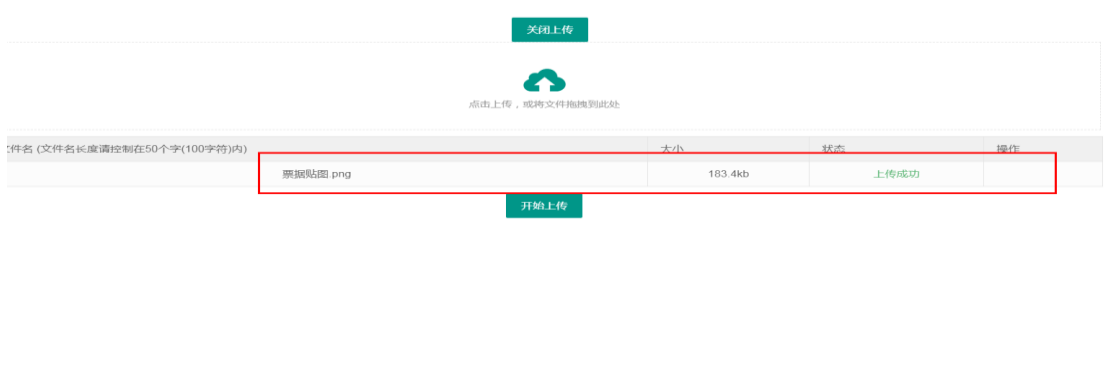 关闭上传
点击上传，或将文件拖拽到此处
文件名 (文件名长度请控制在50个字(100字符)内) 大小 状态 操作
票据贴图.png 183.4kb 上传成功
开始上传